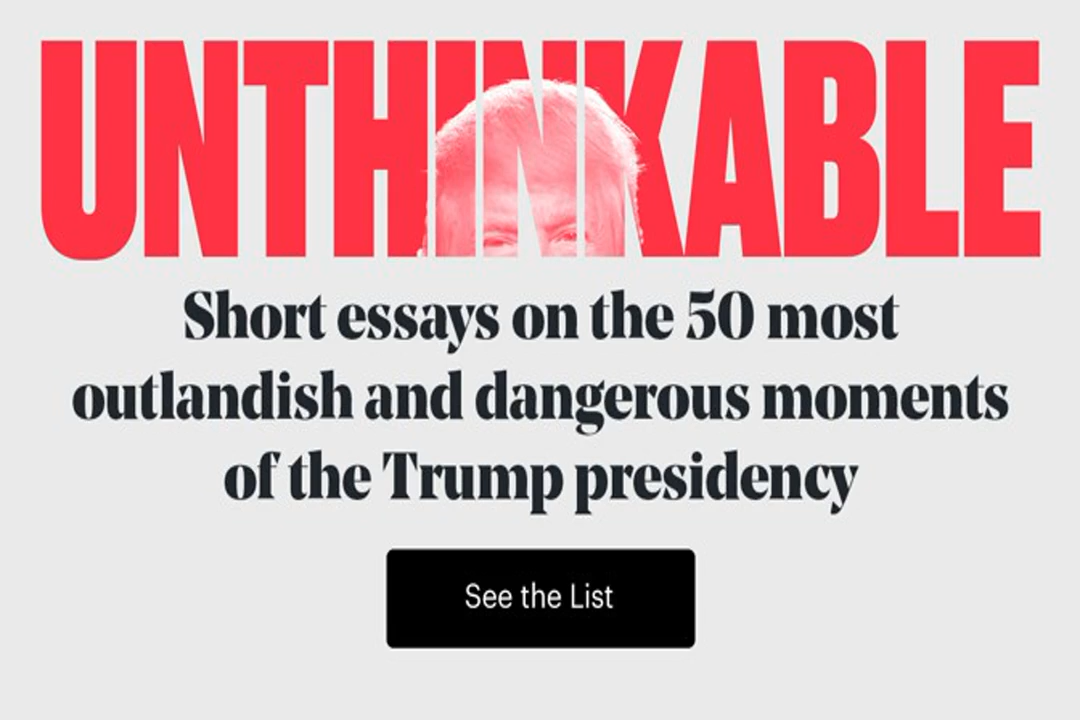 UNTHINKABLE
Short essays on the 50 most
outlandish and dangerous moments
of the Trump presidency
See the List